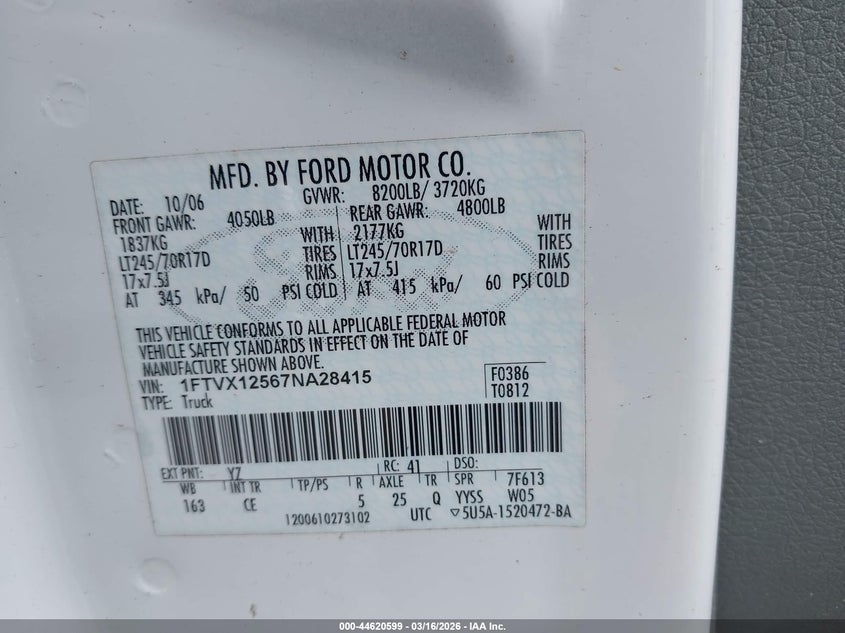 MFD. BY FORD MOTOR CO.
DATE: 10/06 GVWR: 8200LB/ 3720KG
FRONT GAWR: 4050LB REAR GAWR: 4800LB
1837KG WITH 2177KG WITH
LT245/70R17D TIRES LT245/70R17D TIRES
17x7.5J RIMS 17x7.5J RIMS
AT 345 kPa/ 50 PSI COLD AT 415 kPa/ 60 PSI COLD
THIS VEHICLE CONFORMS TO ALL APPLICABLE FEDERAL MOTOR
VEHICLE SAFETY STANDARDS IN EFFECT ON THE DATE OF
MANUFACTURE SHOWN ABOVE.
VIN: 1FTVX12567NA28415 F0386
TYPE: Truck T0812
EXT PNT: YZ RC: 41 DSO:
WB INT TR TP/PS R AXLE TR SPR 7F613
163 CE 5 25 Q YYSS W05
1200610273102 UTC ▽5U5A-1520472-BA
000-44620599 - 03/16/2026 - IAA Inc.